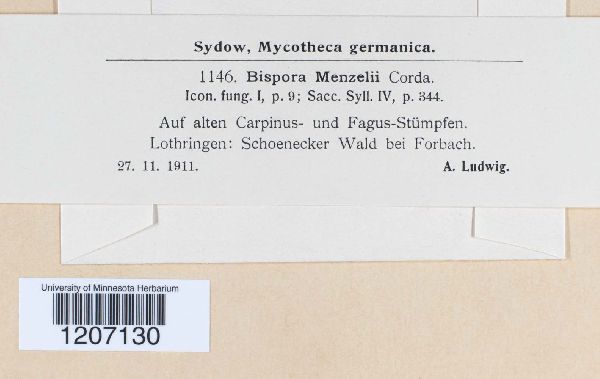 Sydow, Mycotheca germanica.
1146. Bispora Menzelii Corda.
Icon. fung. I, p. 9; Sacc. Syll. IV, p. 344.
Auf alten Carpinus- und Fagus-Stümpfen.
Lothringen: Schoenecker Wald bei Forbach.
27. 11. 1911. A. Ludwig.
University of Minnesota Herbarium
1207130